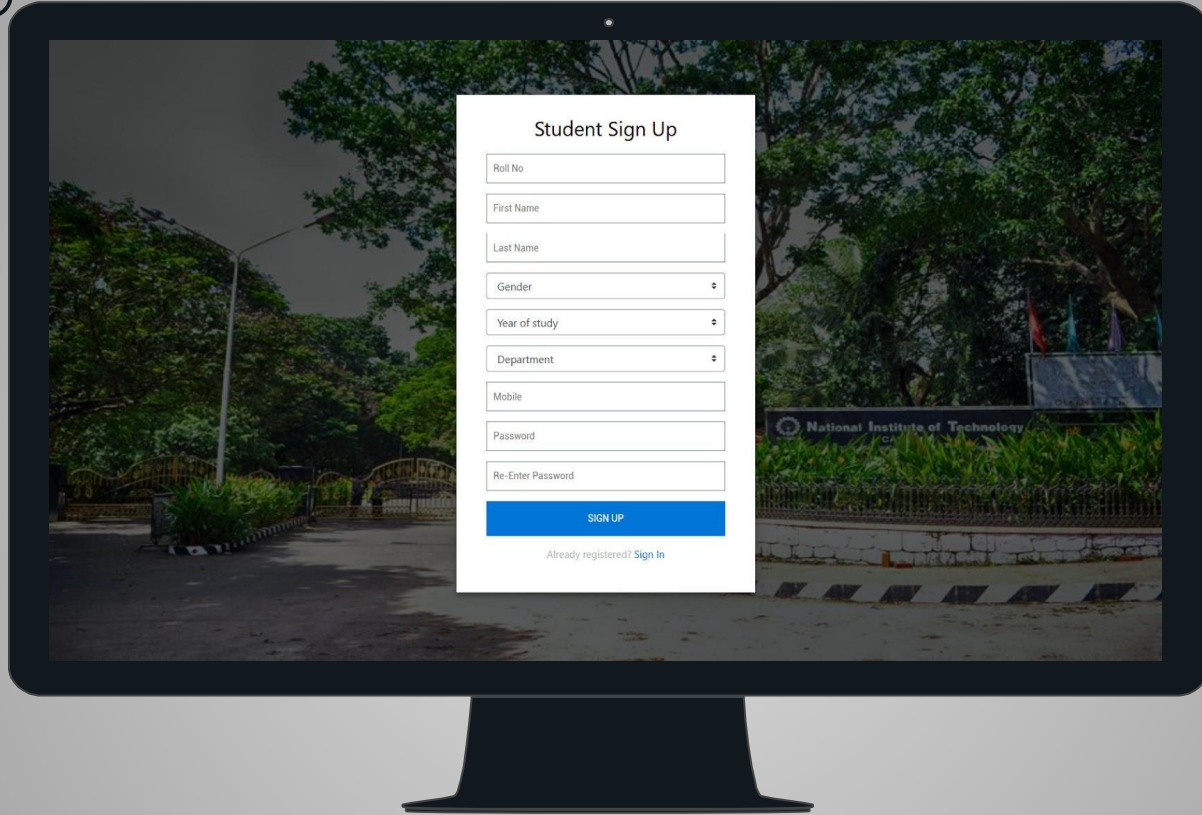 Student Sign Up
Roll No
First Name
Last Name
Gender
Year of study
Department
Mobile
Password
Re-Enter Password
SIGN UP
Already registered? Sign In
National Institute of Technology